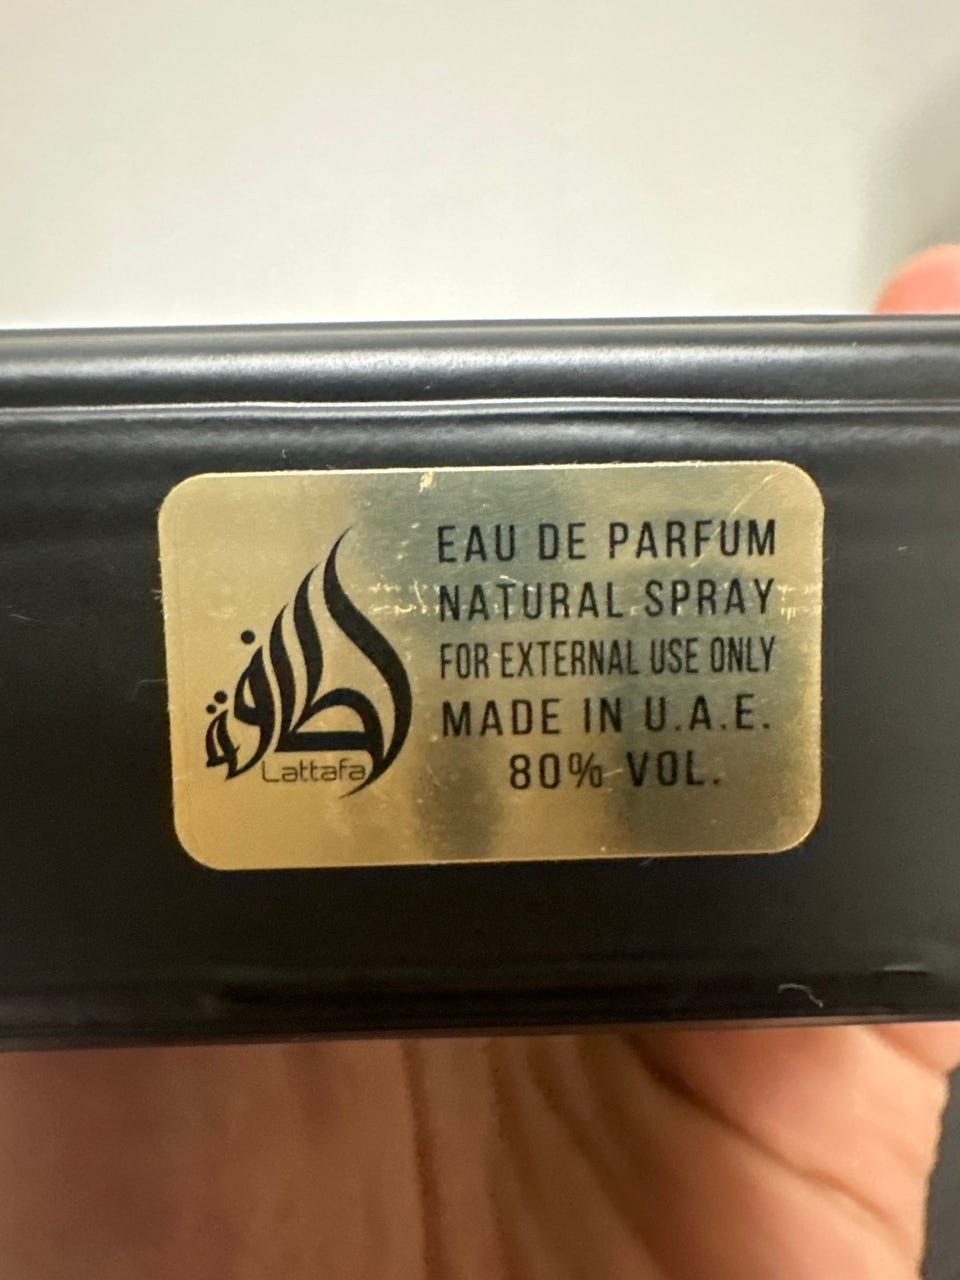 لطافة
Lattafa
EAU DE PARFUM
NATURAL SPRAY
FOR EXTERNAL USE ONLY
MADE IN U.A.E.
80% VOL.